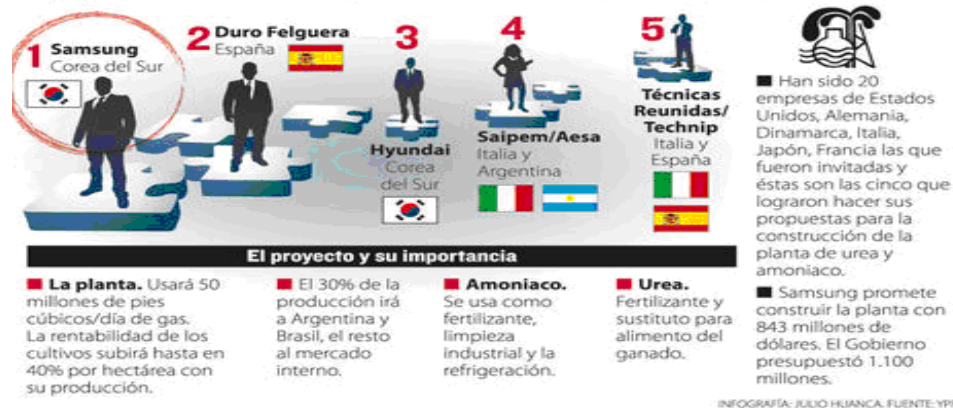 1 Samsung
Corea del Sur
2 Duro Felguera
España
3
Hyundai
Corea
del Sur
4
Saipem/Aesa
Italia y
Argentina
5
Técnicas
Reunidas/
Technip
Italia y
España
■ Han sido 20
empresas de Estados
Unidos, Alemania,
Dinamarca, Italia,
Japón, Francia las que
fueron invitadas y
éstas son las cinco que
lograron hacer sus
propuestas para la
construcción de la
planta de urea y
amoniaco.
■ Samsung promete
construir la planta con
843 millones de
dólares. El Gobierno
presupuestó 1.100
millones.
El proyecto y su importancia
■ La planta. Usará 50
millones de pies
cúbicos/día de gas.
La rentabilidad de los
cultivos subirá hasta en
40% por hectárea con
su producción.
■ El 30% de la
producción irá
a Argentina y
Brasil, el resto
al mercado
interno.
■ Amoniaco.
Se usa como
fertilizante,
limpieza
industrial y la
refrigeración.
■ Urea.
Fertilizante y
sustituto para
alimento del
ganado.
INFOGRAFÍA: JULIO HUANCA. FUENTE: YP